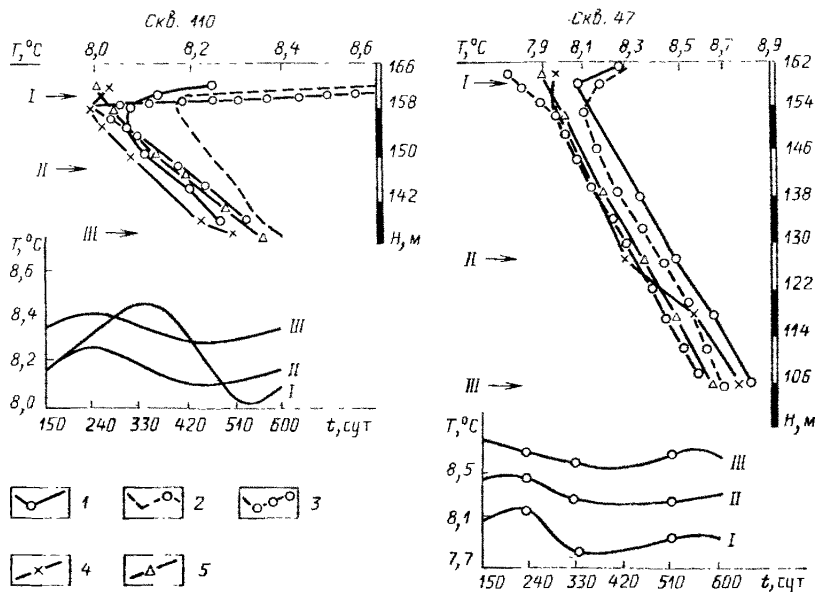 Скв. 110
T,°C 8,0 8,2 8,4 8,6
166
I
158
150
II
142
III
H, м
T,°C
8,6
8,4
III
8,2
II
I
8,0
150 240 330 420 510 600 t, сут
1 2 3
4 5
Скв. 47
T,°C 7,9 8,1 8,3 8,5 8,7 8,9
162
I
154
146
138
130
II
122
114
III
106
H, м
T,°C
III
8,5
II
8,1
I
7,7
150 240 330 420 510 600 t, сут